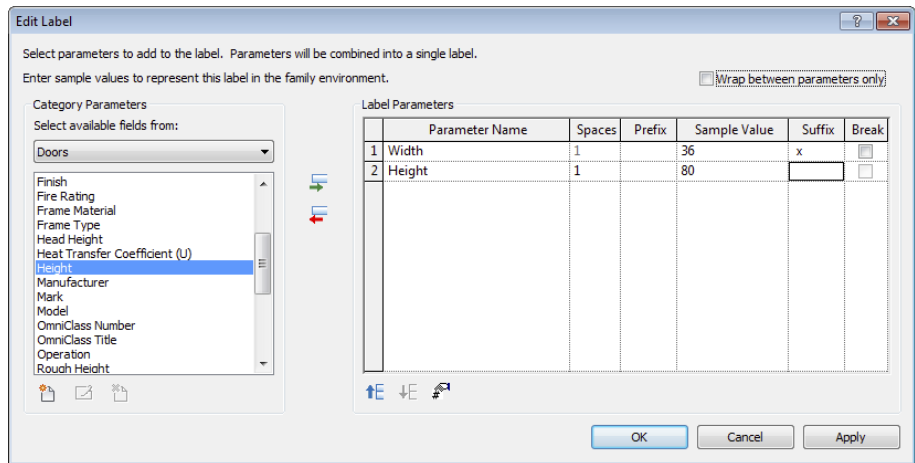 Edit Label
Select parameters to add to the label. Parameters will be combined into a single label.
Enter sample values to represent this label in the family environment.
Wrap between parameters only
Category Parameters
Select available fields from:
Doors
Finish
Fire Rating
Frame Material
Frame Type
Head Height
Heat Transfer Coefficient (U)
Height
Manufacturer
Mark
Model
OmniClass Number
OmniClass Title
Operation
Rough Height
Label Parameters
Parameter Name Spaces Prefix Sample Value Suffix Break
1 Width 1 36 x
2 Height 1 80
OK Cancel Apply